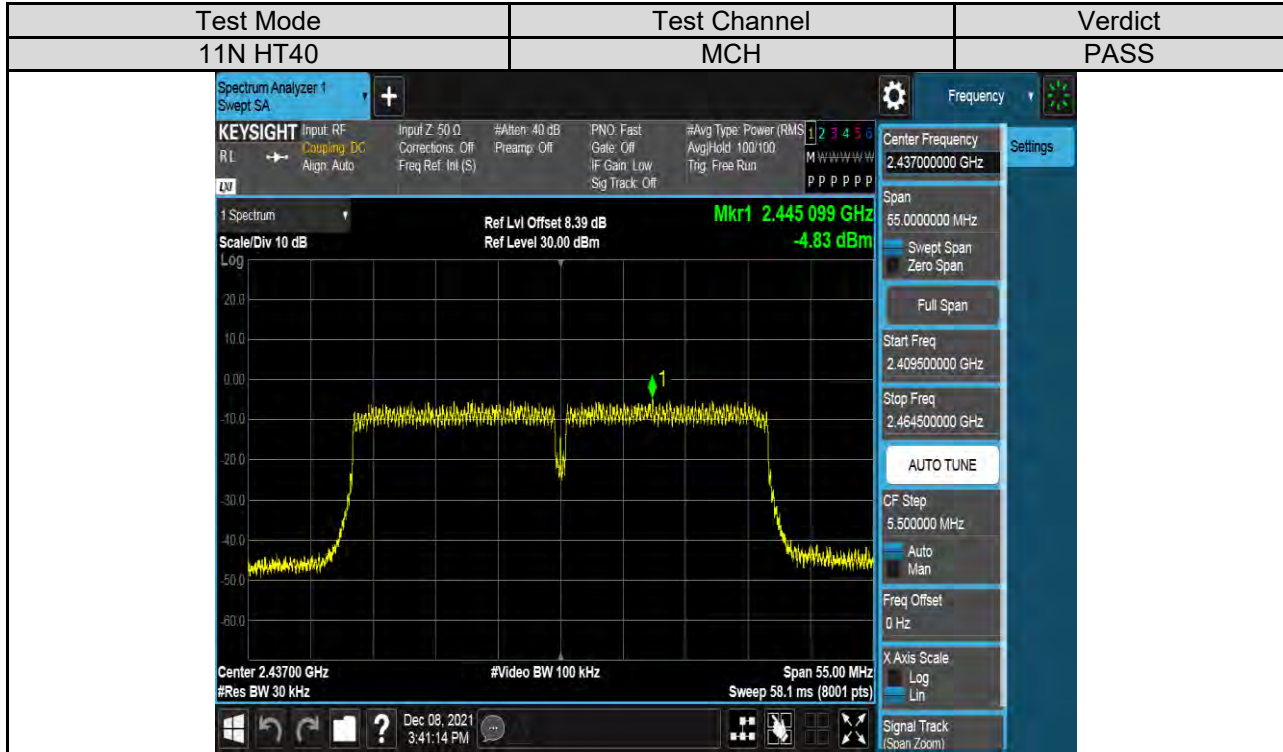 Test Mode Test Channel Verdict
11N HT40 MCH PASS
Spectrum Analyzer 1
Swept SA
+
Frequency
KEYSIGHT
RL
LXI
Input: RF
Coupling: DC
Align: Auto
Input Z: 50 Ω
Corrections: Off
Freq Ref: Int (S)
#Atten: 40 dB
Preamp: Off
PNO: Fast
Gate: Off
IF Gain: Low
Sig Track: Off
#Avg Type: Power (RMS
Avg|Hold: 100/100
Trig: Free Run
1 2 3 4 5 6
M W W W W W
P P P P P P
1 Spectrum
Scale/Div 10 dB
Log
Ref Lvl Offset 8.39 dB
Ref Level 30.00 dBm
Mkr1 2.445 099 GHz
-4.83 dBm
20.0
10.0
0.00
-10.0
-20.0
-30.0
-40.0
-50.0
-60.0
1
Center 2.43700 GHz
#Res BW 30 kHz
#Video BW 100 kHz
Span 55.00 MHz
Sweep 58.1 ms (8001 pts)
?
Dec 08, 2021
3:41:14 PM
Center Frequency
2.437000000 GHz
Settings
Span
55.0000000 MHz
Swept Span
Zero Span
Full Span
Start Freq
2.409500000 GHz
Stop Freq
2.464500000 GHz
AUTO TUNE
CF Step
5.500000 MHz
Auto
Man
Freq Offset
0 Hz
X Axis Scale
Log
Lin
Signal Track
(Span Zoom)